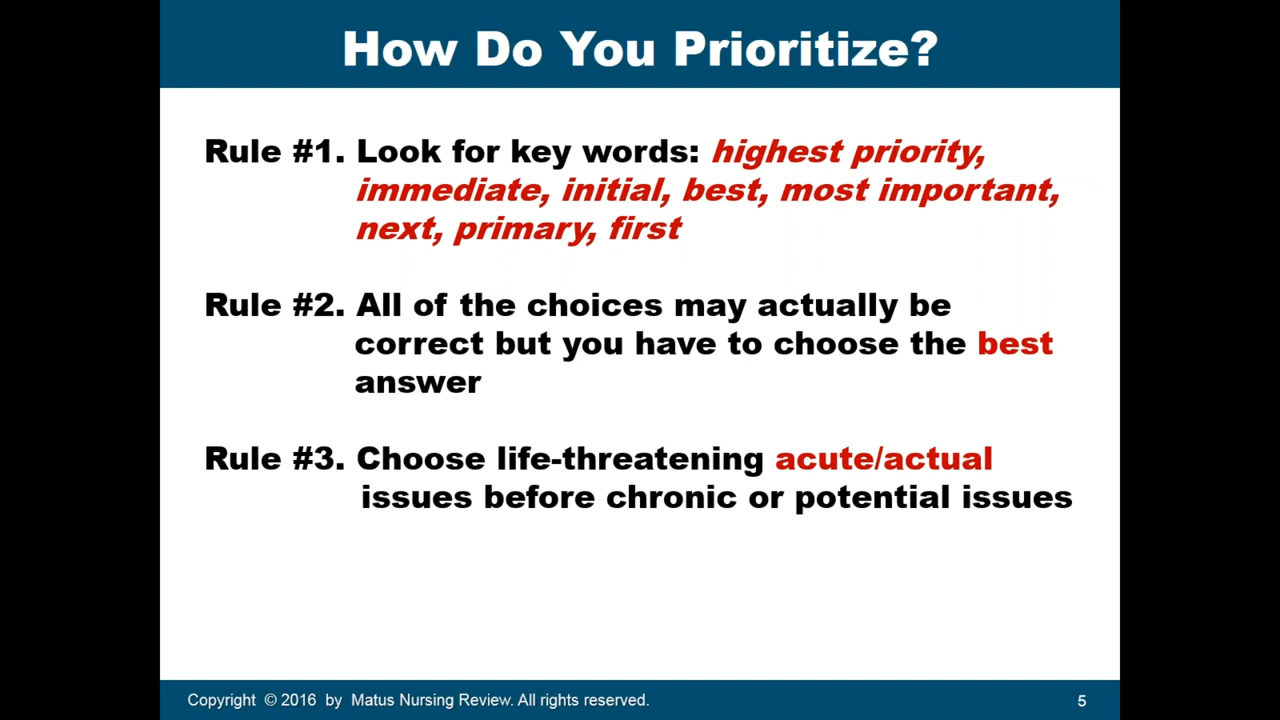 How Do You Prioritize?
Rule #1. Look for key words: highest priority,
immediate, initial, best, most important,
next, primary, first
Rule #2. All of the choices may actually be
correct but you have to choose the best
answer
Rule #3. Choose life-threatening acute/actual
issues before chronic or potential issues
Copyright © 2016 by Matus Nursing Review. All rights reserved.
5